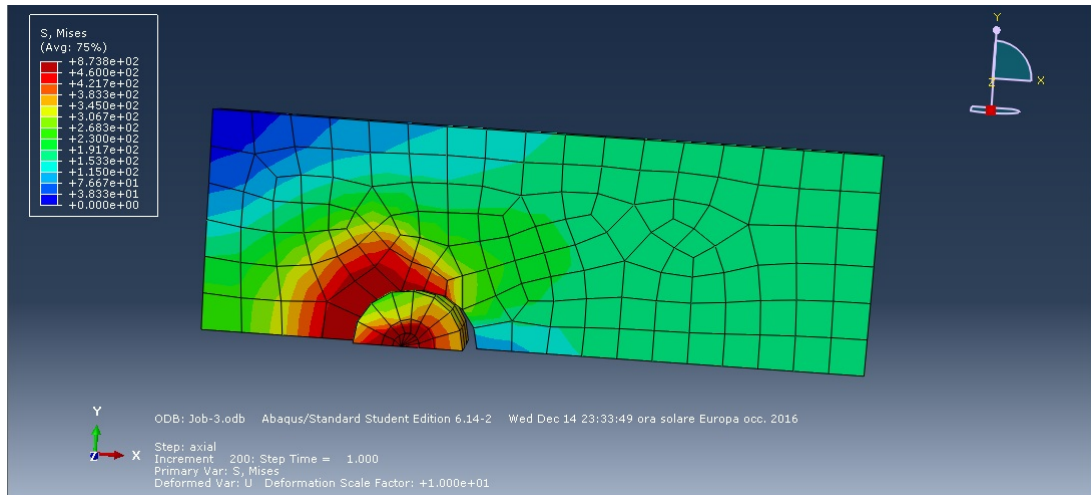 S, Mises
(Avg: 75%)
+8.738e+02
+4.600e+02
+4.217e+02
+3.833e+02
+3.450e+02
+3.067e+02
+2.683e+02
+2.300e+02
+1.917e+02
+1.533e+02
+1.150e+02
+7.667e+01
+3.833e+01
+0.000e+00
Y
Z
X
Y
Z
X
ODB: Job-3.odb Abaqus/Standard Student Edition 6.14-2 Wed Dec 14 23:33:49 ora solare Europa occ. 2016
Step: axial
Increment 200: Step Time = 1.000
Primary Var: S, Mises
Deformed Var: U Deformation Scale Factor: +1.000e+01